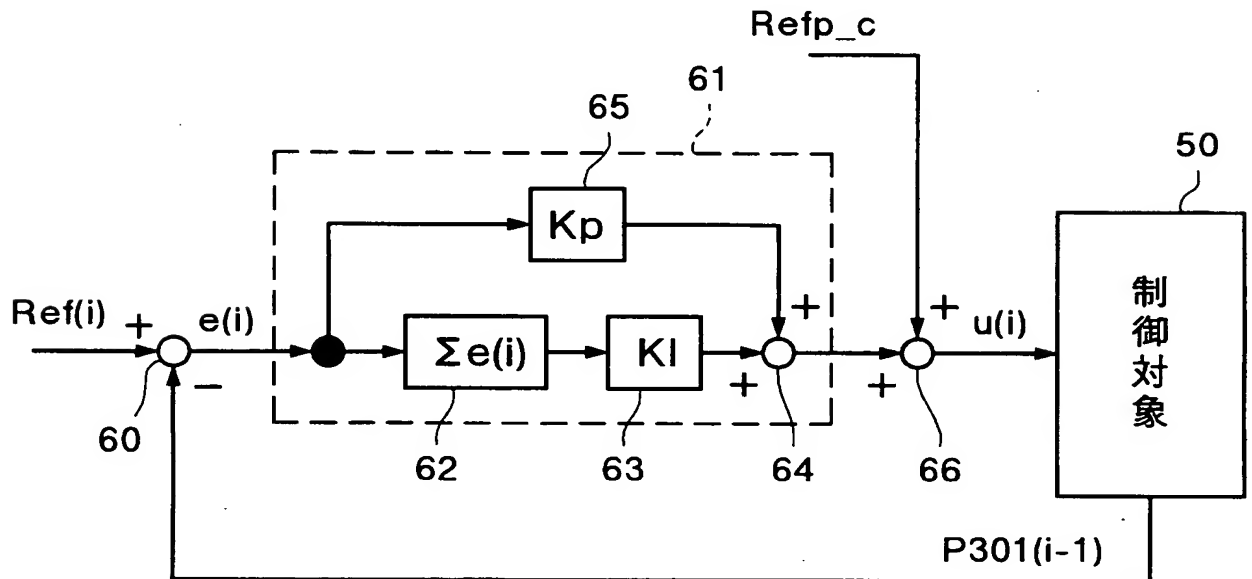 Refp_c
61
65
50
Kp
Ref(i)
+
e(i)
+
+
u(i)
Σe(i)
KI
制御対象
−
+
+
60
62
63
64
66
P301(i-1)